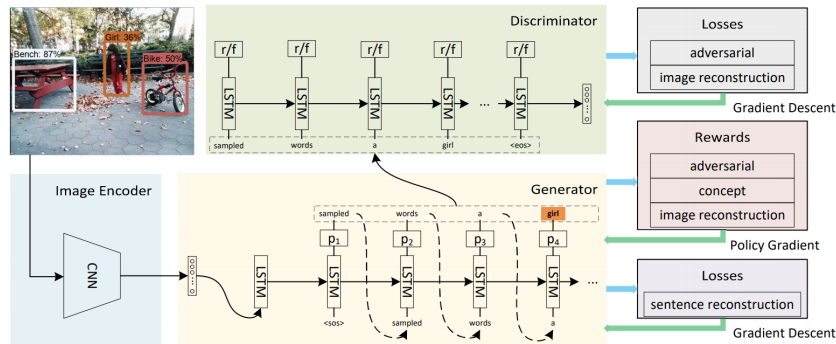 Girl: 36%
Bench: 87%
Bike: 50%
Discriminator
r/f r/f r/f r/f r/f
LSTM LSTM LSTM LSTM ... LSTM
sampled words a girl <eos>
Losses
adversarial
image reconstruction
Gradient Descent
Rewards
adversarial
concept
image reconstruction
Policy Gradient
Image Encoder
CNN
Generator
sampled words a girl
p1 p2 p3 p4
LSTM LSTM LSTM LSTM LSTM ...
<sos> sampled words a
Losses
sentence reconstruction
Gradient Descent